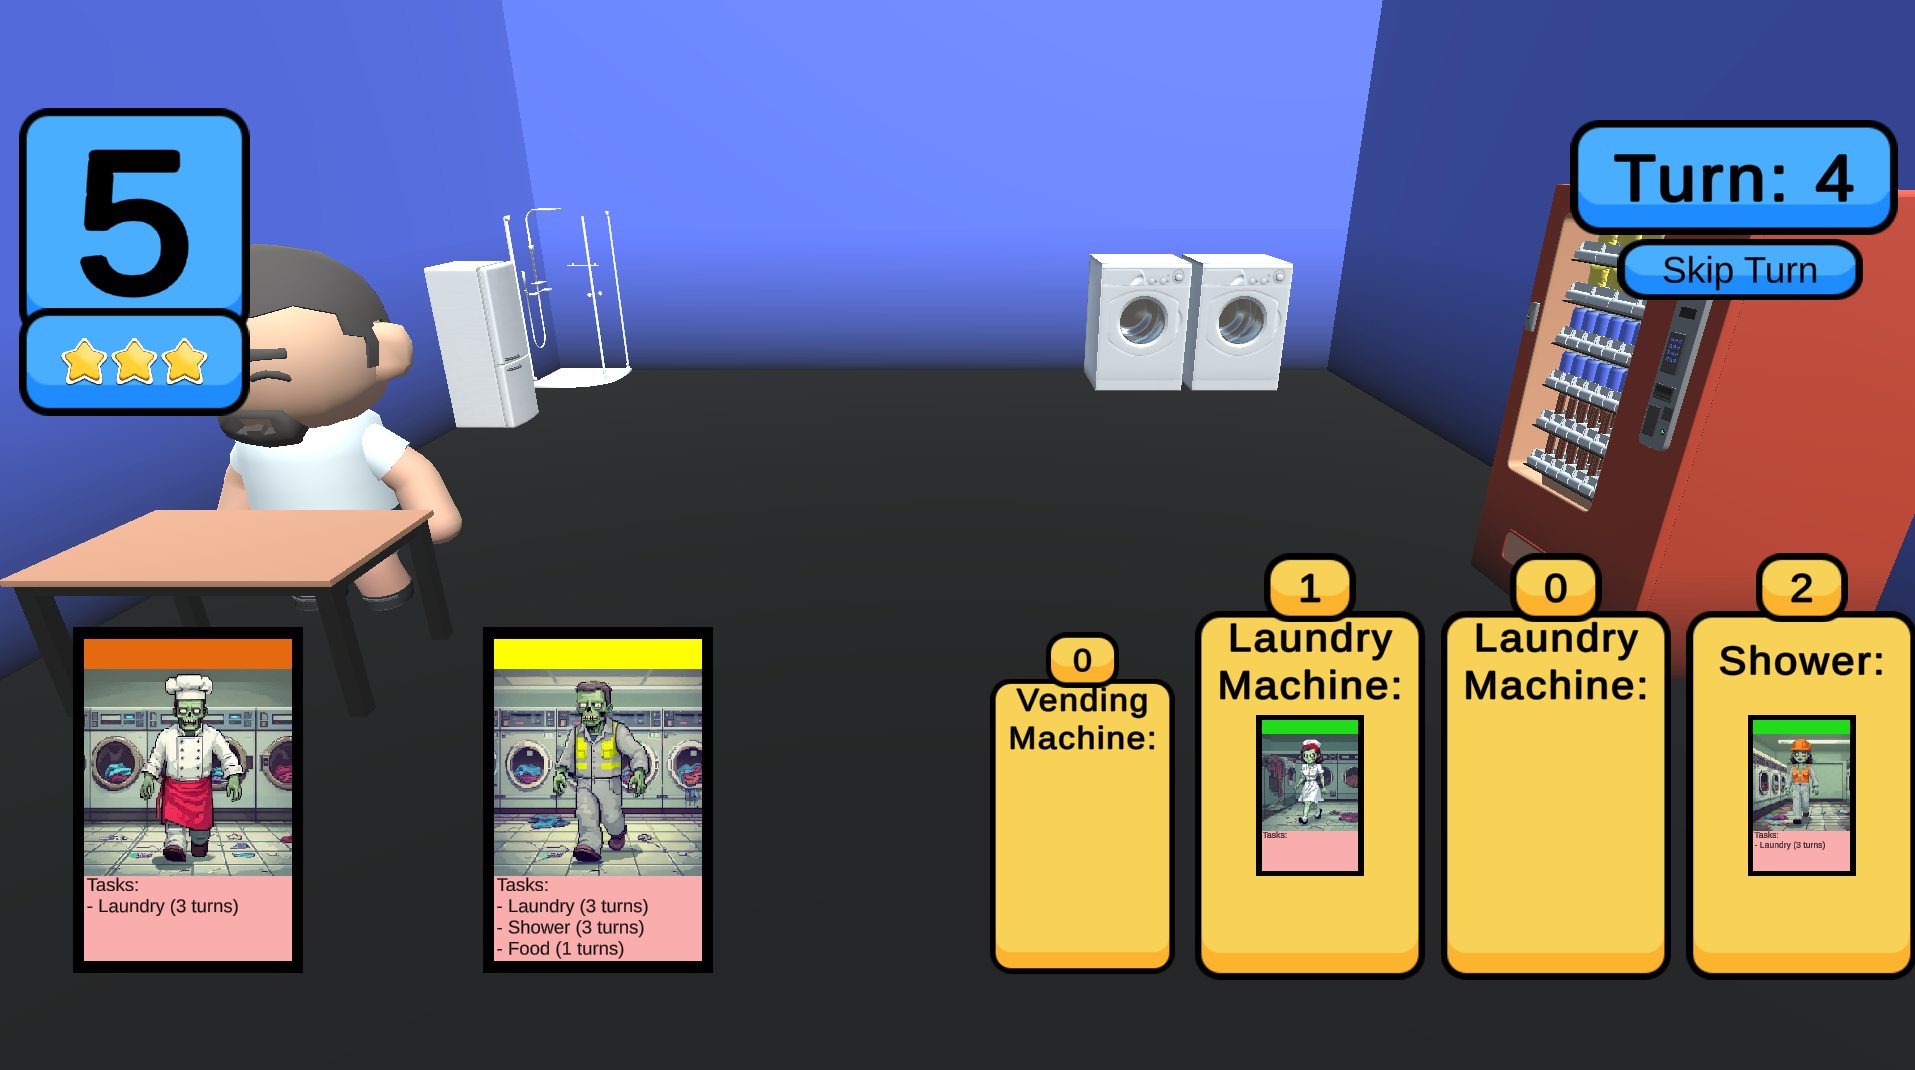 5
Turn: 4
Skip Turn
Tasks:
- Laundry (3 turns)
Tasks:
- Laundry (3 turns)
- Shower (3 turns)
- Food (1 turns)
0
Vending
Machine:
1
Laundry
Machine:
Tasks:
0
Laundry
Machine:
2
Shower:
Tasks:
- Laundry (3 turns)